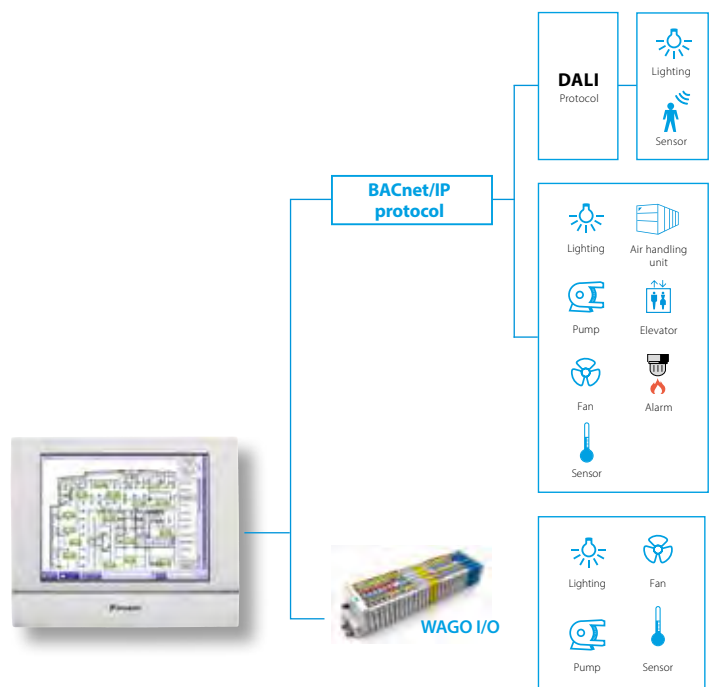 DALI
Protocol
Lighting
Sensor
BACnet/IP
protocol
Lighting
Air handling
unit
Pump
Elevator
Fan
Alarm
Sensor
WAGO I/O
Lighting
Fan
Pump
Sensor